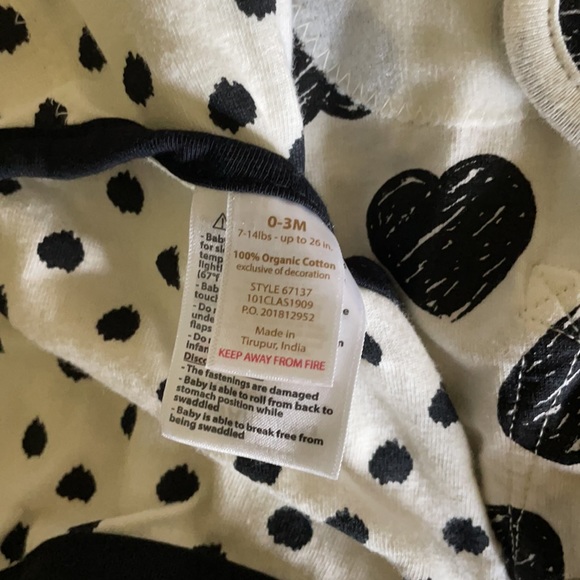 0-3M
7-14lbs - up to 26 in.
100% Organic Cotton
exclusive of decoration
STYLE 67137
101CLAS1909
P.O. 201812952
Made in
Tirupur, India
KEEP AWAY FROM FIRE
- The fastenings are damaged
- Baby is able to roll from back to
stomach position while
swaddled
- Baby is able to break free from
being swaddled